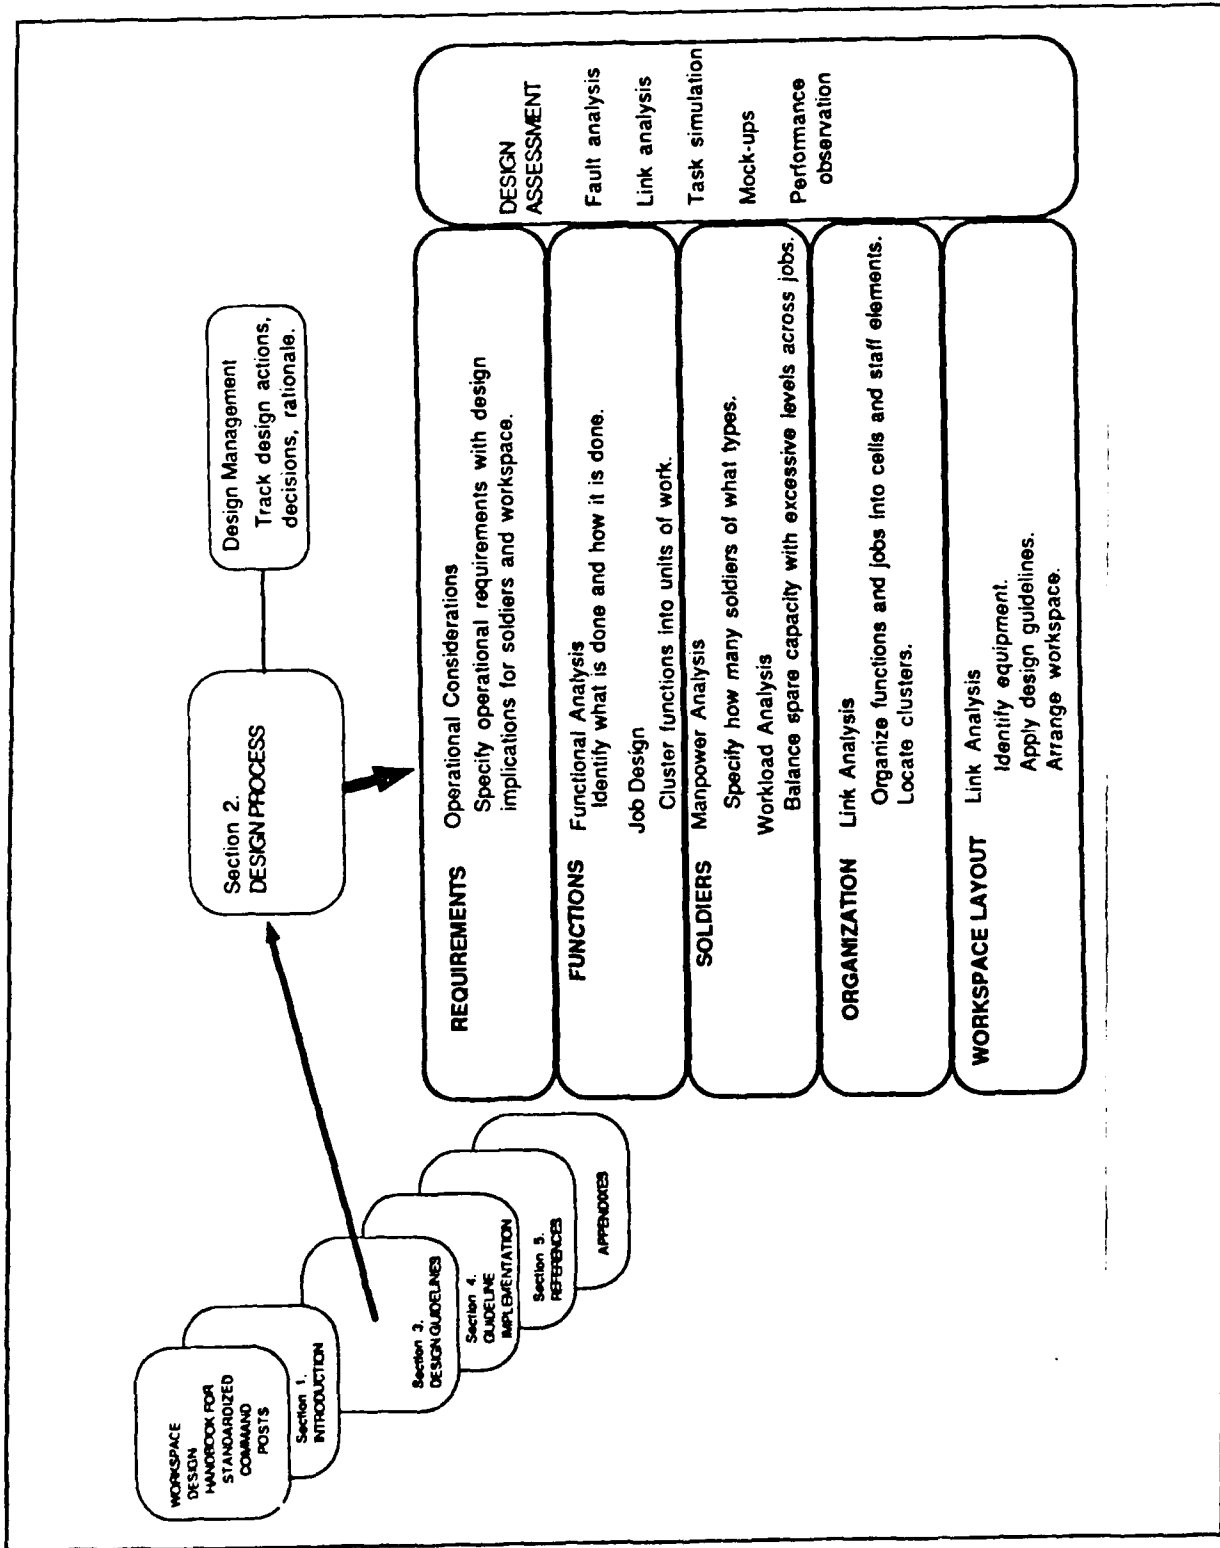 WORKSPACE
DESIGN
HANDBOOK FOR
STANDARDIZED
COMMAND
POSTS
Section 1.
INTRODUCTION
Section 3.
DESIGN GUIDELINES
Section 4.
GUIDELINE
IMPLEMENTATION
Section 5.
REFERENCES
APPENDIXES
Section 2.
DESIGN PROCESS
Design Management
Track design actions,
decisions, rationale.
REQUIREMENTS
Operational Considerations
Specify operational requirements with design
implications for soldiers and workspace.
FUNCTIONS
Functional Analysis
Identify what is done and how it is done.
Job Design
Cluster functions into units of work.
SOLDIERS
Manpower Analysis
Specify how many soldiers of what types.
Workload Analysis
Balance spare capacity with excessive levels across jobs.
ORGANIZATION
Link Analysis
Organize functions and jobs into cells and staff elements.
Locate clusters.
WORKSPACE LAYOUT
Link Analysis
Identify equipment.
Apply design guidelines.
Arrange workspace.
DESIGN
ASSESSMENT
Fault analysis
Link analysis
Task simulation
Mock-ups
Performance
observation